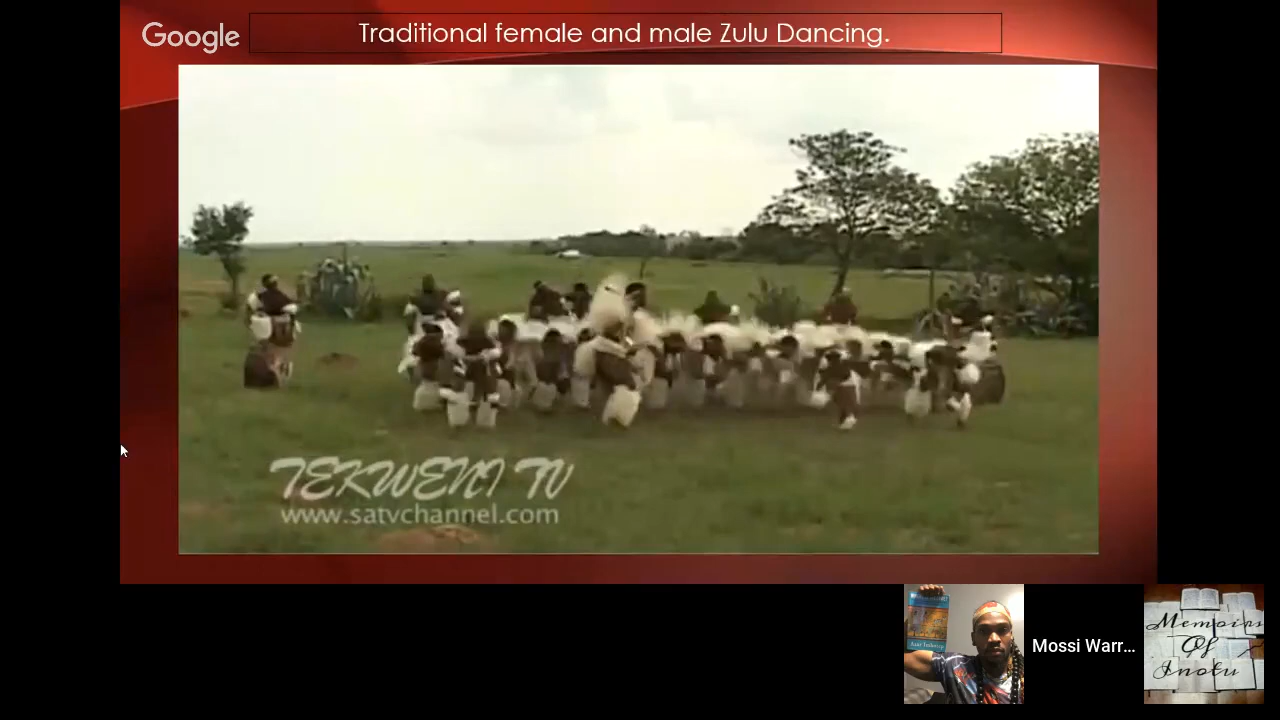 Google
Traditional female and male Zulu Dancing.
TEKWENI TV
www.satvchannel.com
Mossi Warr...
Memoirs
Of
Inotu